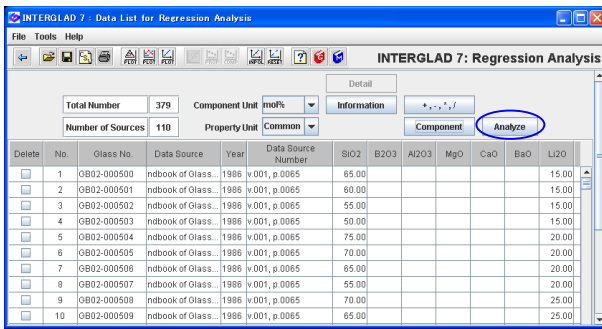 INTERGLAD 7 : Data List for Regression Analysis
File Tools Help
PLOT PLOT PLOT INPOL RESET ? INTERGLAD 7: Regression Analysis
Detail
Total Number 379 Component Unit mol% Information + , - , * , /
Number of Sources 110 Property Unit Common Component Analyze
Delete No. Glass No. Data Source Year Data Source Number SiO2 B2O3 Al2O3 MgO CaO BaO Li2O
1 GB02-000500 ndbook of Glass... 1986 v.001, p.0065 65.00 15.00
2 GB02-000501 ndbook of Glass... 1986 v.001, p.0065 60.00 15.00
3 GB02-000502 ndbook of Glass... 1986 v.001, p.0065 55.00 15.00
4 GB02-000503 ndbook of Glass... 1986 v.001, p.0065 50.00 15.00
5 GB02-000504 ndbook of Glass... 1986 v.001, p.0065 75.00 20.00
6 GB02-000505 ndbook of Glass... 1986 v.001, p.0065 70.00 20.00
7 GB02-000506 ndbook of Glass... 1986 v.001, p.0065 65.00 20.00
8 GB02-000507 ndbook of Glass... 1986 v.001, p.0065 55.00 20.00
9 GB02-000508 ndbook of Glass... 1986 v.001, p.0065 70.00 25.00
10 GB02-000509 ndbook of Glass... 1986 v.001, p.0065 65.00 25.00